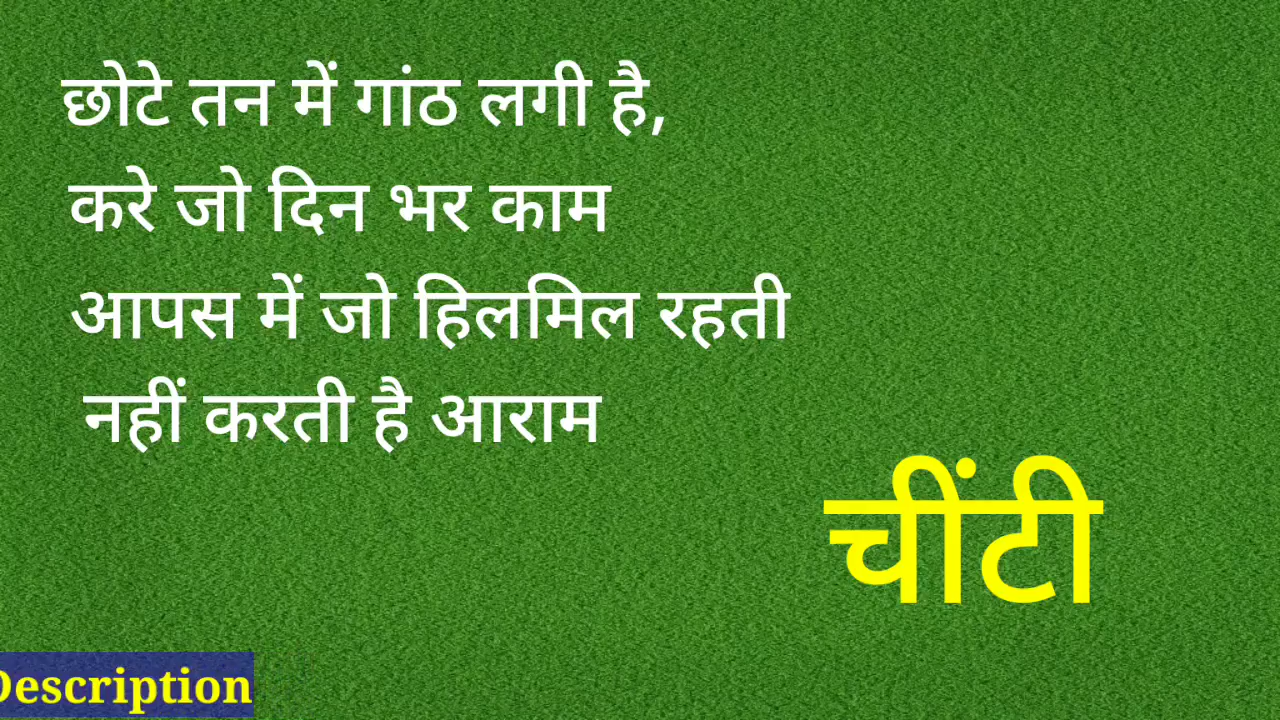 छोटे तन में गांठ लगी है,
करे जो दिन भर काम
आपस में जो हिलमिल रहती
नहीं करती है आराम
चींटी
Description